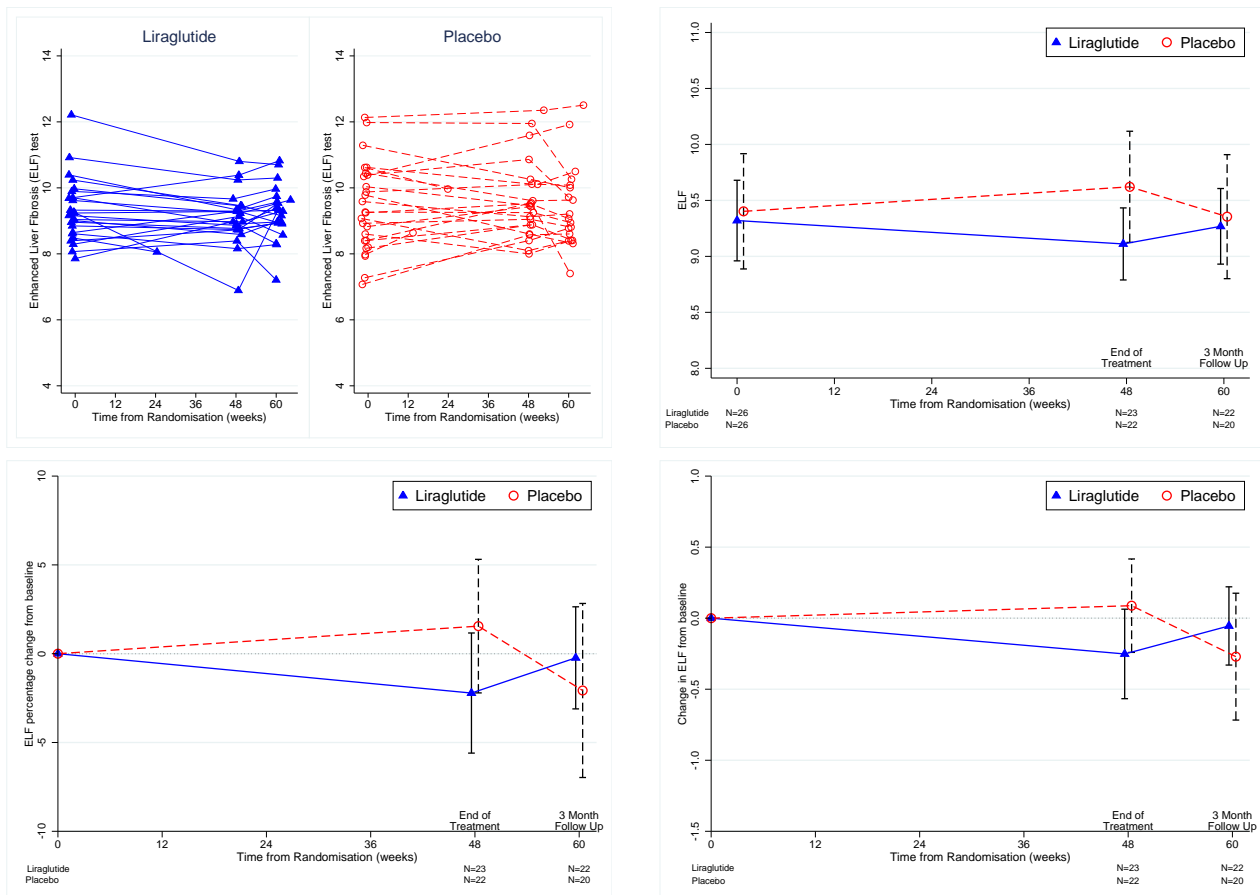 Liraglutide
Placebo
Enhanced Liver Fibrosis (ELF) test
14
12
10
8
6
4
0 12 24 36 48 60
Time from Randomisation (weeks)
Enhanced Liver Fibrosis (ELF) test
14
12
10
8
6
4
0 12 24 36 48 60
Time from Randomisation (weeks)
Liraglutide Placebo
ELF
11.0
10.5
10.0
9.5
9.0
8.5
8.0
End of
Treatment
3 Month
Follow Up
0 12 24 36 48 60
Time from Randomisation (weeks)
Liraglutide N=26 N=23 N=22
Placebo N=26 N=22 N=20
Liraglutide Placebo
ELF percentage change from baseline
10
5
0
-5
-10
End of
Treatment
3 Month
Follow Up
0 12 24 36 48 60
Time from Randomisation (weeks)
Liraglutide N=23 N=22
Placebo N=22 N=20
Liraglutide Placebo
Change in ELF from baseline
1.0
0.5
0.0
-0.5
-1.0
-1.5
End of
Treatment
3 Month
Follow Up
0 12 24 36 48 60
Time from Randomisation (weeks)
Liraglutide N=23 N=22
Placebo N=22 N=20